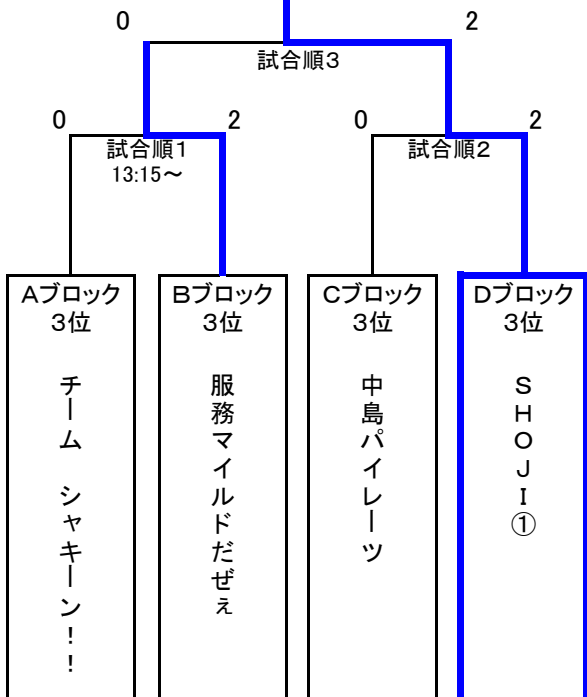 0 2
試合順3
0 2 0 2
試合順1
13:15～
試合順2
Aブロック
3位
チーム シャキーン！！
Bブロック
3位
服務マイルドだぜぇ
Cブロック
3位
中島パイレーツ
Dブロック
3位
ＳＨＯＪＩ①